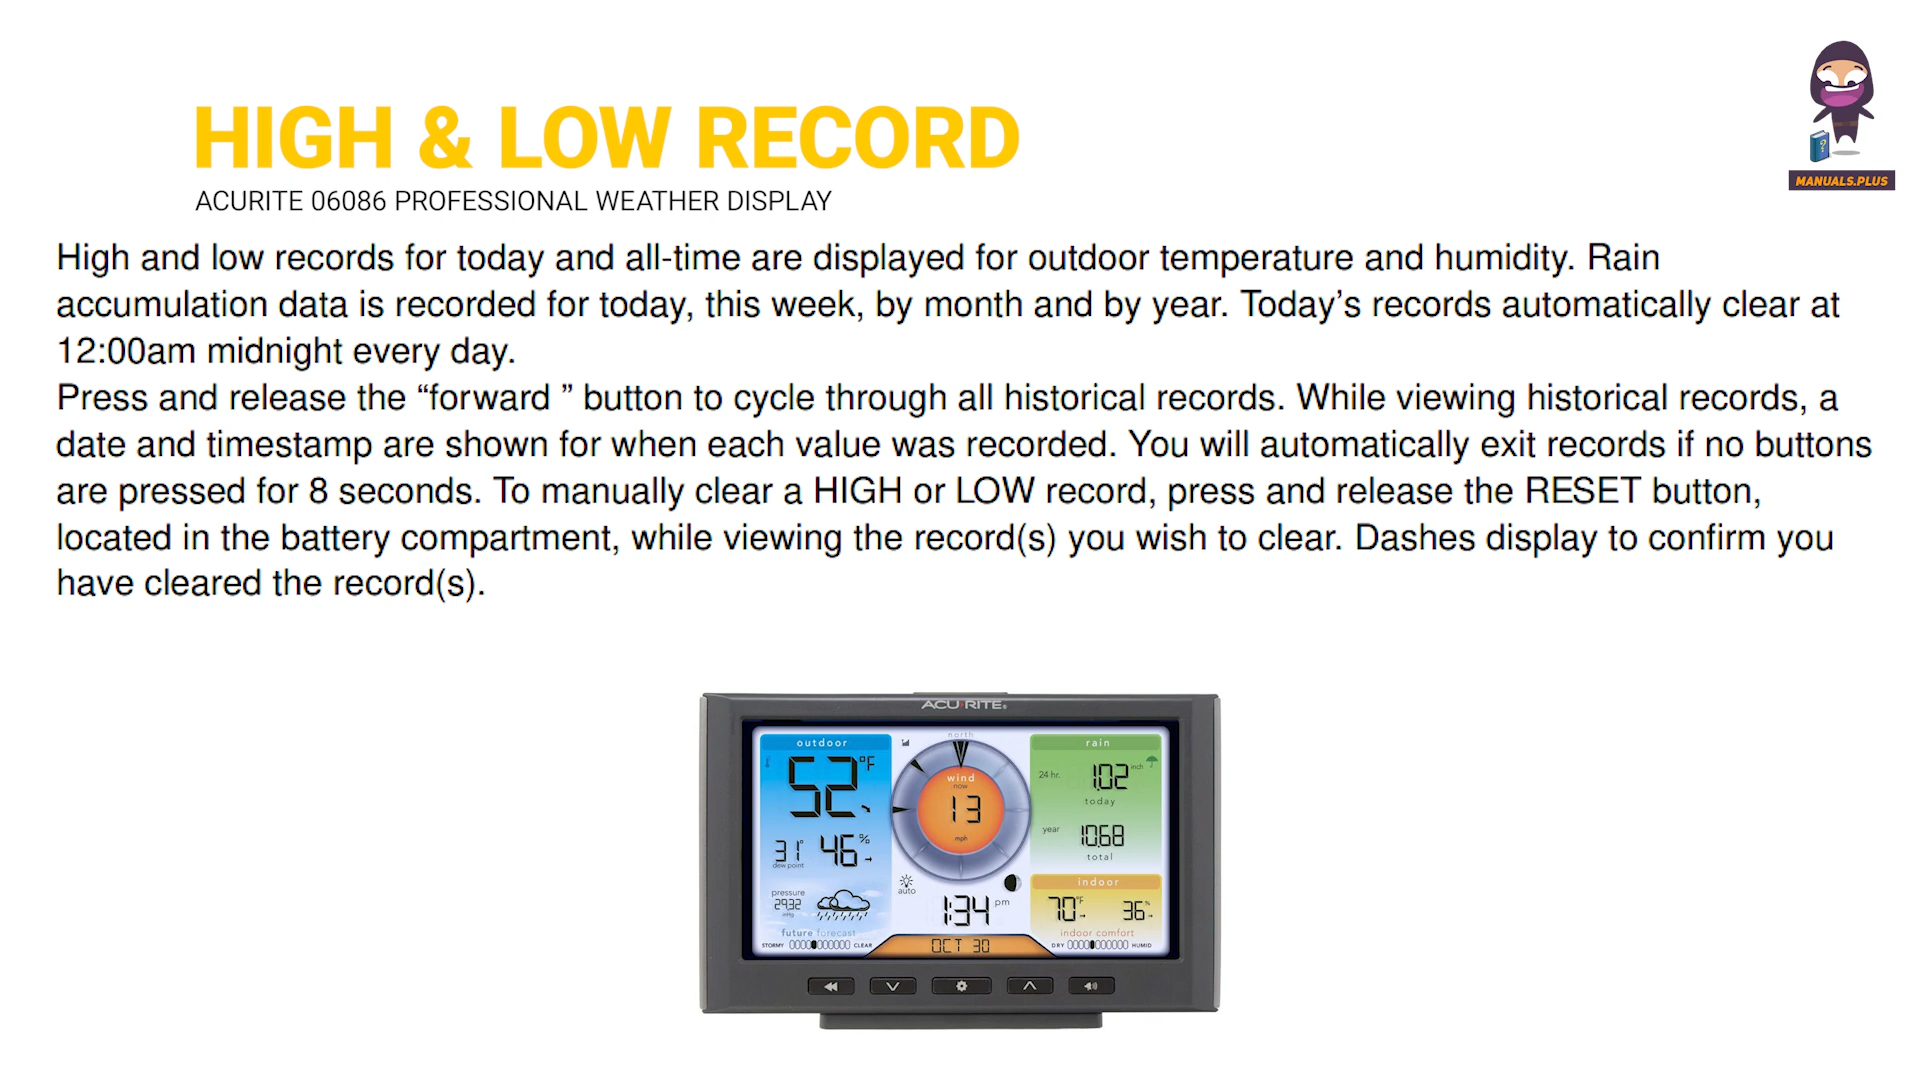 HIGH & LOW RECORD
ACURITE 06086 PROFESSIONAL WEATHER DISPLAY
MANUALS.PLUS
High and low records for today and all-time are displayed for outdoor temperature and humidity. Rain
accumulation data is recorded for today, this week, by month and by year. Today’s records automatically clear at
12:00am midnight every day.
Press and release the “forward ” button to cycle through all historical records. While viewing historical records, a
date and timestamp are shown for when each value was recorded. You will automatically exit records if no buttons
are pressed for 8 seconds. To manually clear a HIGH or LOW record, press and release the RESET button,
located in the battery compartment, while viewing the record(s) you wish to clear. Dashes display to confirm you
have cleared the record(s).
ACU RITE
outdoor
52 °F
31° 46 %
dew point
pressure
29.32
inHg
future forecast
STORMY CLEAR
north
wind
now
13
mph
auto
1:34 pm
OCT 30
rain
24 hr. 1.02 inch
today
year 10.68
total
indoor
70 °F 36 %
indoor comfort
DRY HUMID